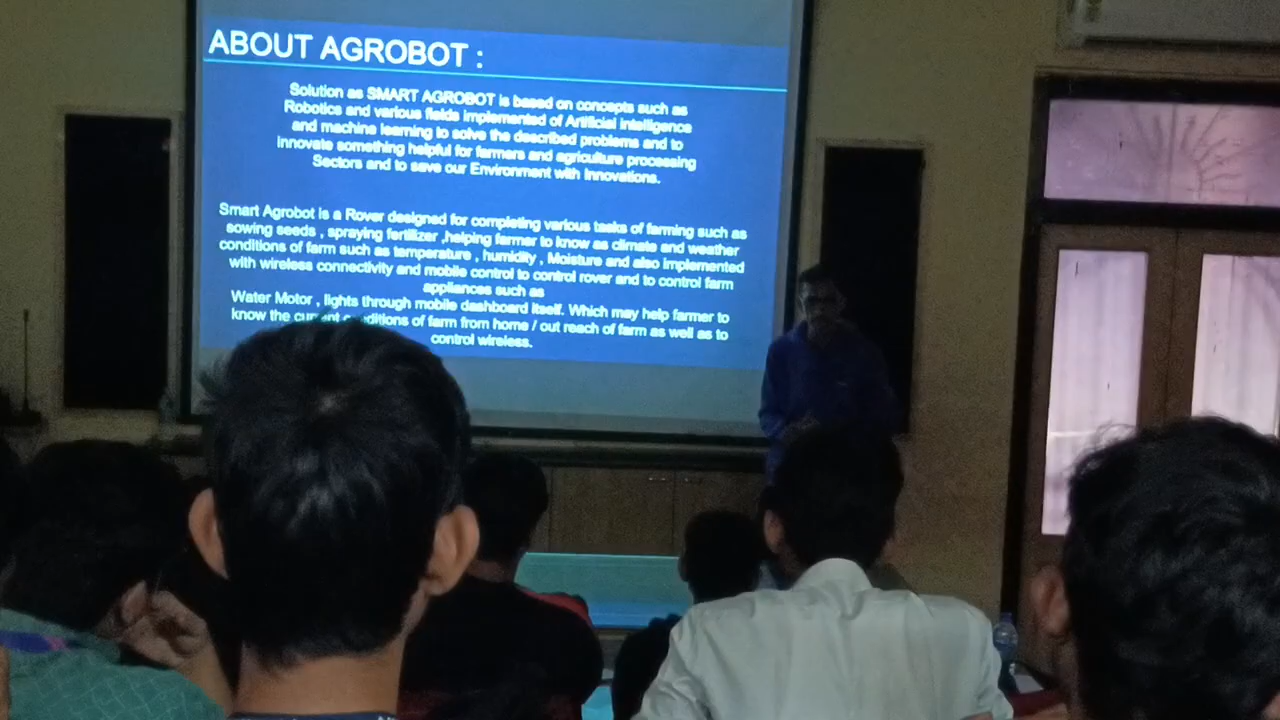 ABOUT AGROBOT :
Solution as SMART AGROBOT is based on concepts such as
Robotics and various fields implemented of Artificial Intelligence
and machine learning to solve the described problems and to
innovate something helpful for farmers and agriculture processing
Sectors and to save our Environment with Innovations.
Smart Agrobot is a Rover designed for completing various tasks of farming such as
sowing seeds , spraying fertilizer ,helping farmer to know as climate and weather
conditions of farm such as temperature , humidity , Moisture and also implemented
with wireless connectivity and mobile control to control rover and to control farm
appliances such as
Water Motor , lights through mobile dashboard itself. Which may help farmer to
know the current conditions of farm from home / out reach of farm as well as to
control wireless.